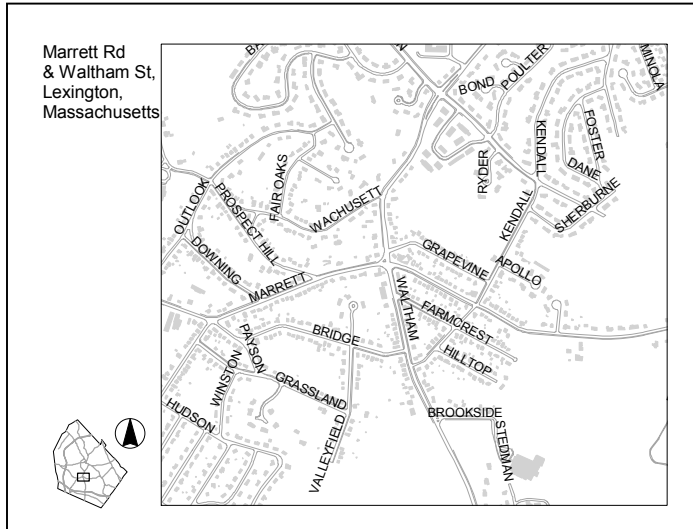 Marrett Rd
& Waltham St,
Lexington,
Massachusetts
BOND
POULTER
MINOLA
KENDALL
FOSTER
DANE
SHERBURNE
RYDER
KENDALL
FAIR OAKS
WACHUSETT
OUTLOOK
PROSPECT HILL
DOWNING
MARRETT
GRAPEVINE
APOLLO
WALTHAM
FARMCREST
HILLTOP
BRIDGE
PAYSON
WINSTON
GRASSLAND
HUDSON
VALLEYFIELD
BROOKSIDE
STEDMAN